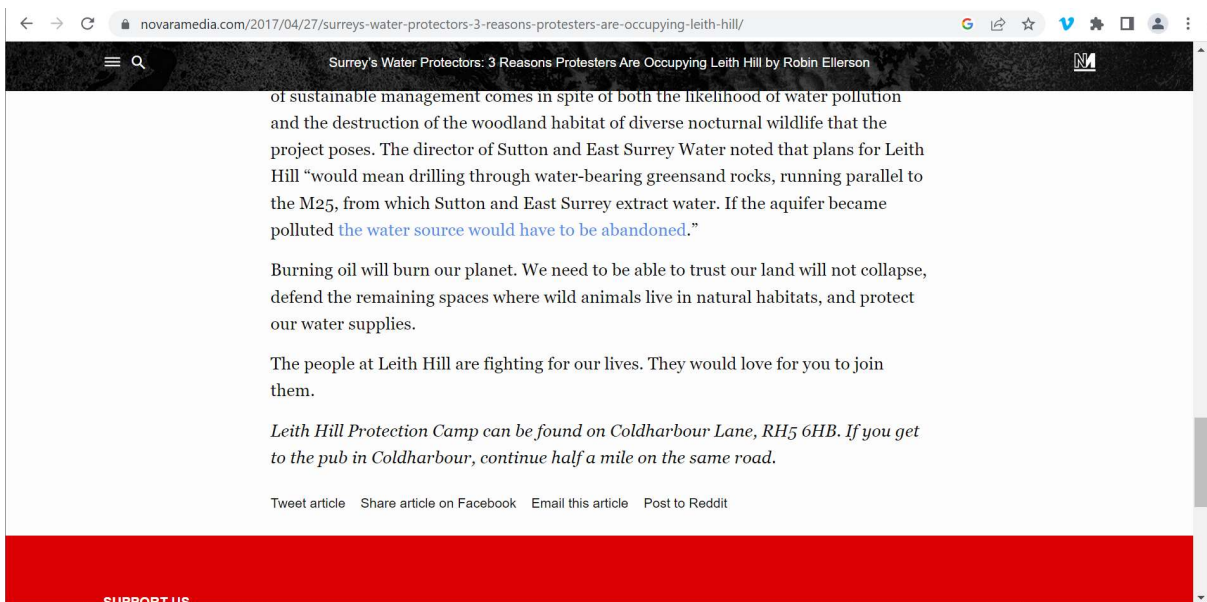 novaramedia.com/2017/04/27/surreys-water-protectors-3-reasons-protesters-are-occupying-leith-hill/
Surrey's Water Protectors: 3 Reasons Protesters Are Occupying Leith Hill by Robin Ellerson
of sustainable management comes in spite of both the likelihood of water pollution
and the destruction of the woodland habitat of diverse nocturnal wildlife that the
project poses. The director of Sutton and East Surrey Water noted that plans for Leith
Hill “would mean drilling through water-bearing greensand rocks, running parallel to
the M25, from which Sutton and East Surrey extract water. If the aquifer became
polluted the water source would have to be abandoned.”
Burning oil will burn our planet. We need to be able to trust our land will not collapse,
defend the remaining spaces where wild animals live in natural habitats, and protect
our water supplies.
The people at Leith Hill are fighting for our lives. They would love for you to join
them.
Leith Hill Protection Camp can be found on Coldharbour Lane, RH5 6HB. If you get
to the pub in Coldharbour, continue half a mile on the same road.
Tweet article Share article on Facebook Email this article Post to Reddit
SUPPORT US